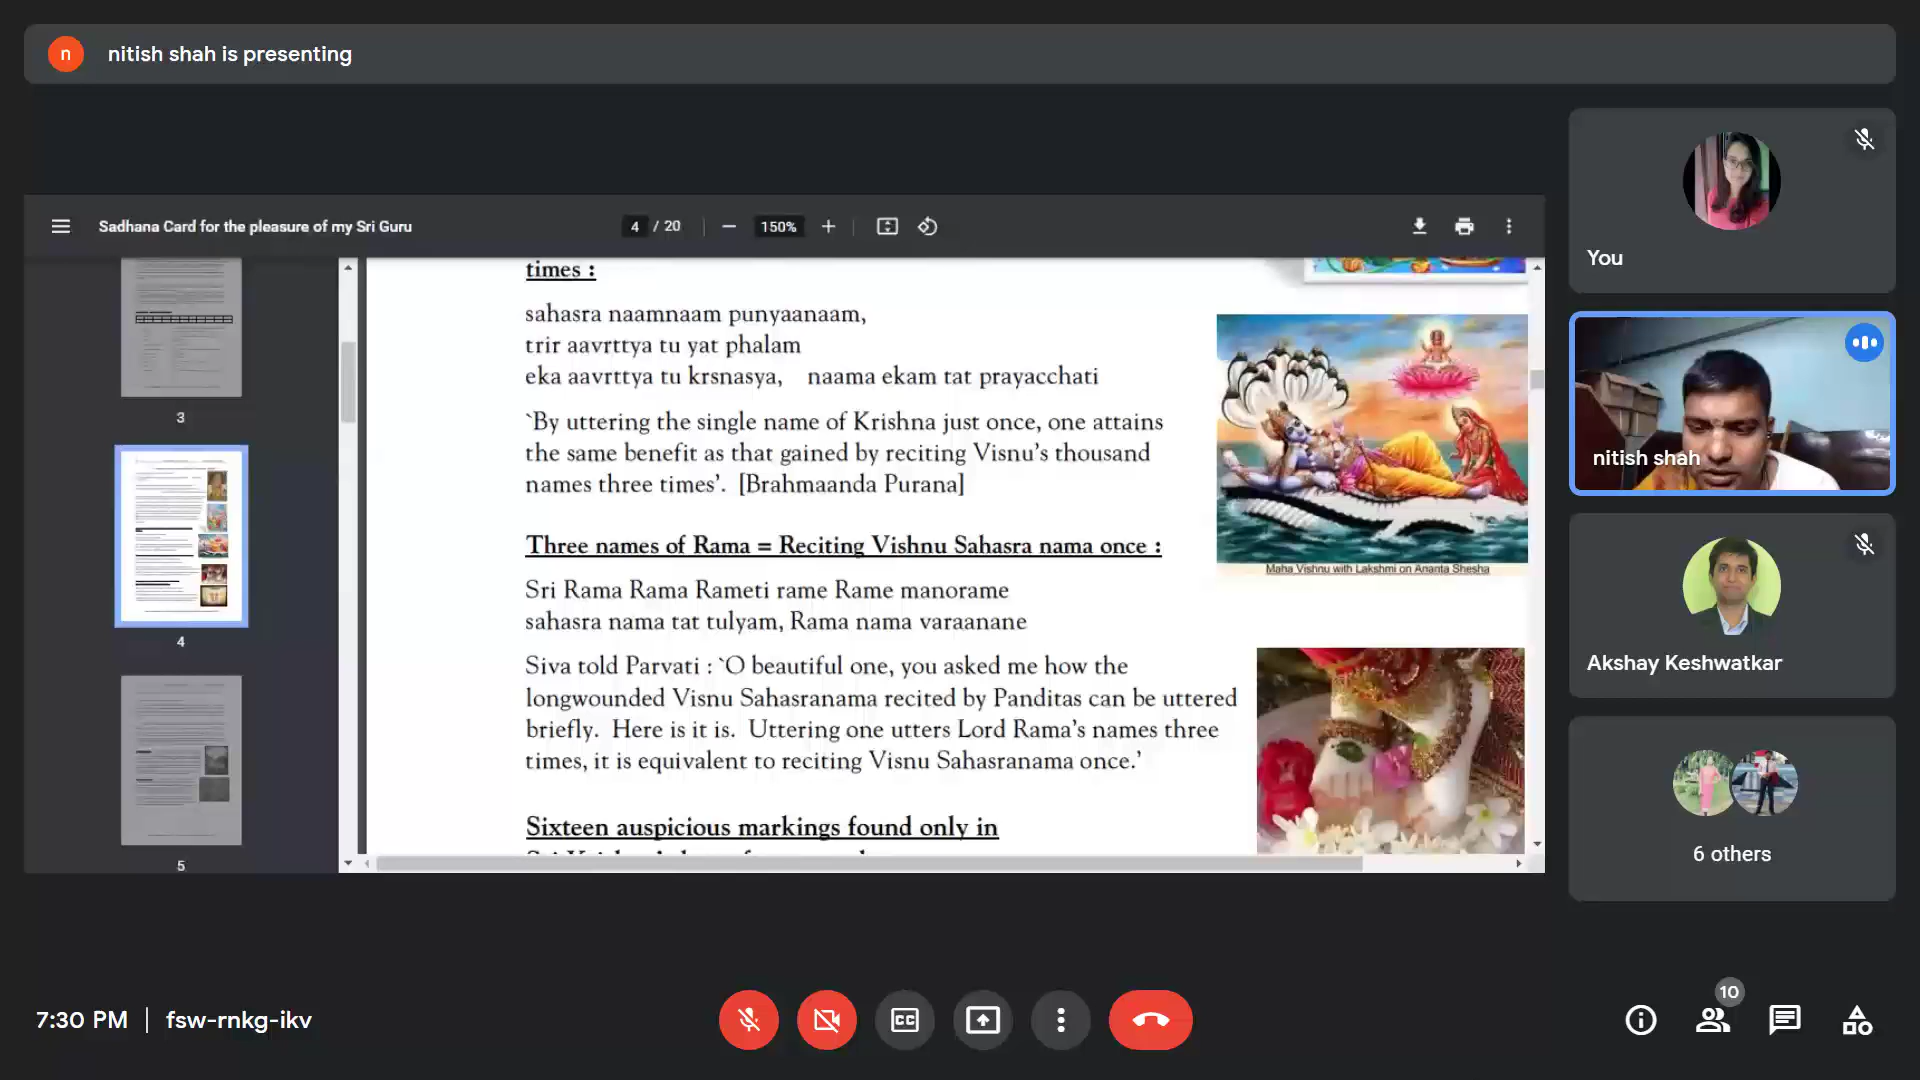 n
nitish shah is presenting
Sadhana Card for the pleasure of my Sri Guru
4 / 20
150%
3
4
5
times :
sahasra naamnaam punyaanaam,
trir aavrttya tu yat phalam
eka aavrttya tu krsnasya, naama ekam tat prayacchati
`By uttering the single name of Krishna just once, one attains
the same benefit as that gained by reciting Visnu's thousand
names three times'. [Brahmaanda Purana]
Three names of Rama = Reciting Vishnu Sahasra nama once :
Sri Rama Rama Rameti rame Rame manorame
sahasra nama tat tulyam, Rama nama varaanane
Siva told Parvati : `O beautiful one, you asked me how the
longwounded Visnu Sahasranama recited by Panditas can be uttered
briefly. Here is it is. Uttering one utters Lord Rama's names three
times, it is equivalent to reciting Visnu Sahasranama once.'
Sixteen auspicious markings found only in
Maha Vishnu with Lakshmi on Ananta Shesha
You
nitish shah
Akshay Keshwatkar
6 others
7:30 PM
fsw-rnkg-ikv
CC
10